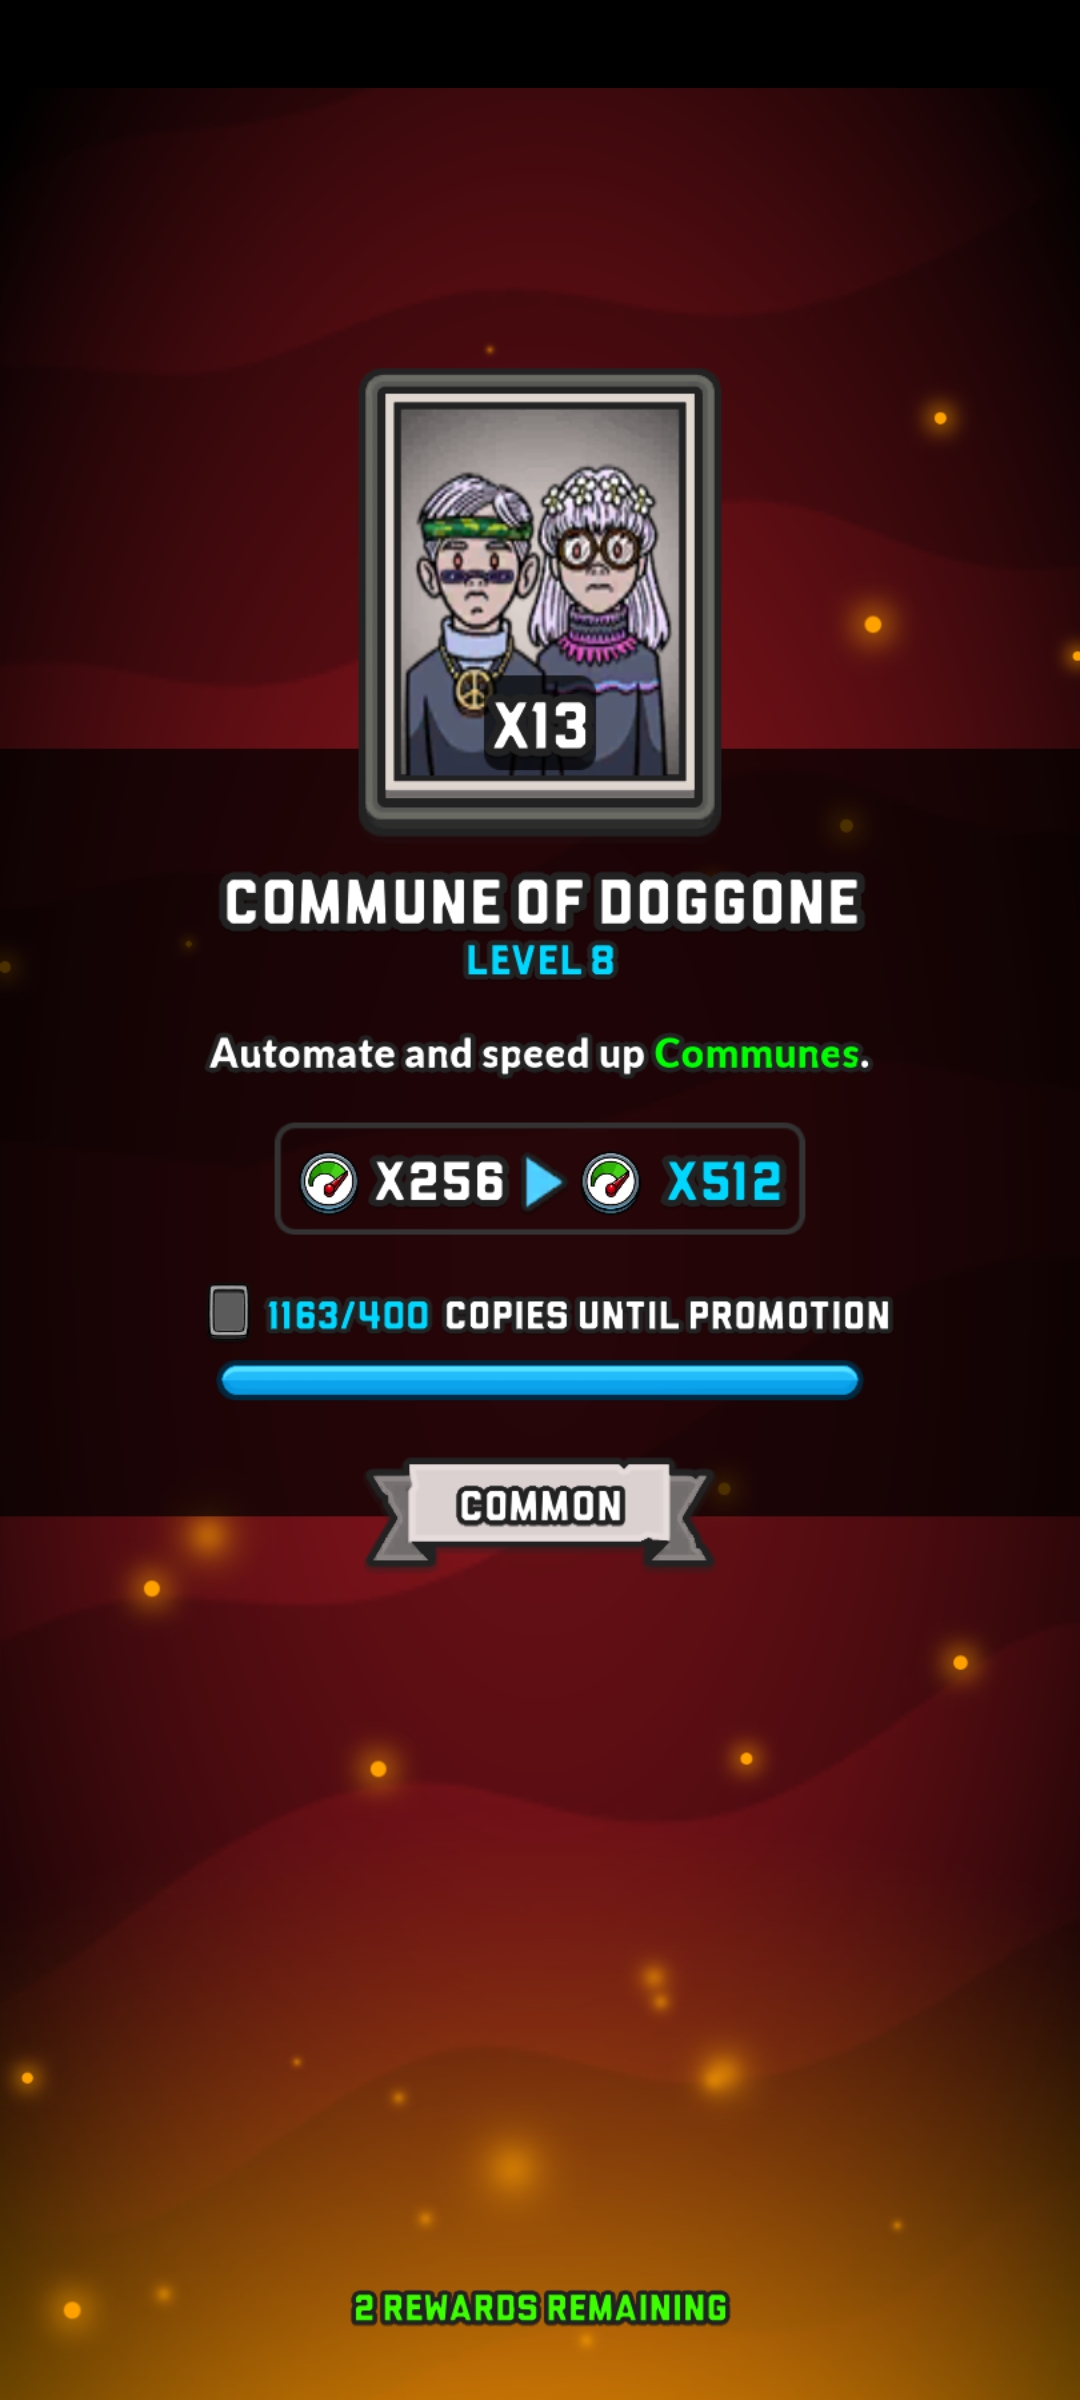 X13
COMMUNE OF DOGGONE
LEVEL 8
Automate and speed up Communes.
X256 X512
1163/400 COPIES UNTIL PROMOTION
COMMON
2 REWARDS REMAINING